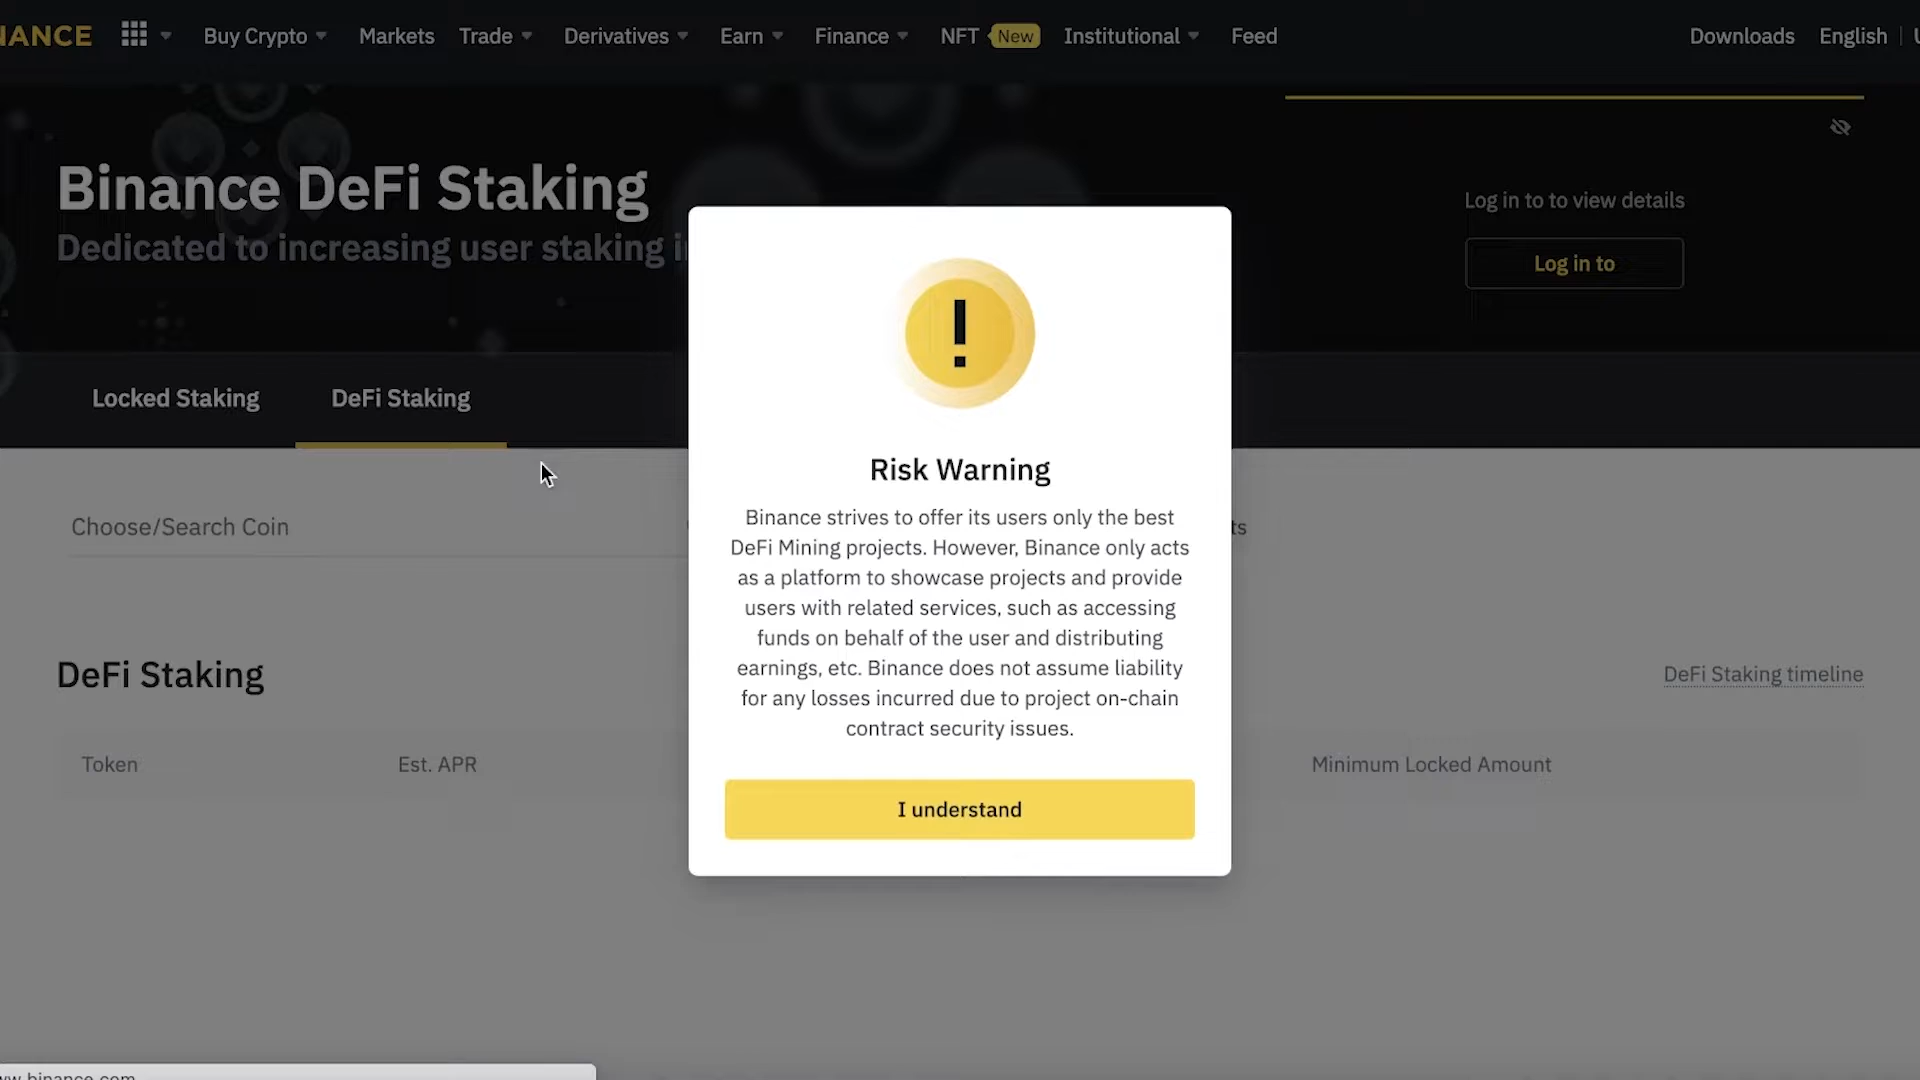 NANCE Buy Crypto Markets Trade Derivatives Earn Finance NFT New Institutional Feed Downloads English
Binance DeFi Staking
Dedicated to increasing user staking
Log in to to view details
Log in to
Locked Staking DeFi Staking
Risk Warning
Binance strives to offer its users only the best
DeFi Mining projects. However, Binance only acts
as a platform to showcase projects and provide
users with related services, such as accessing
funds on behalf of the user and distributing
earnings, etc. Binance does not assume liability
for any losses incurred due to project on-chain
contract security issues.
I understand
Choose/Search Coin
ts
DeFi Staking
DeFi Staking timeline
Token Est. APR Minimum Locked Amount